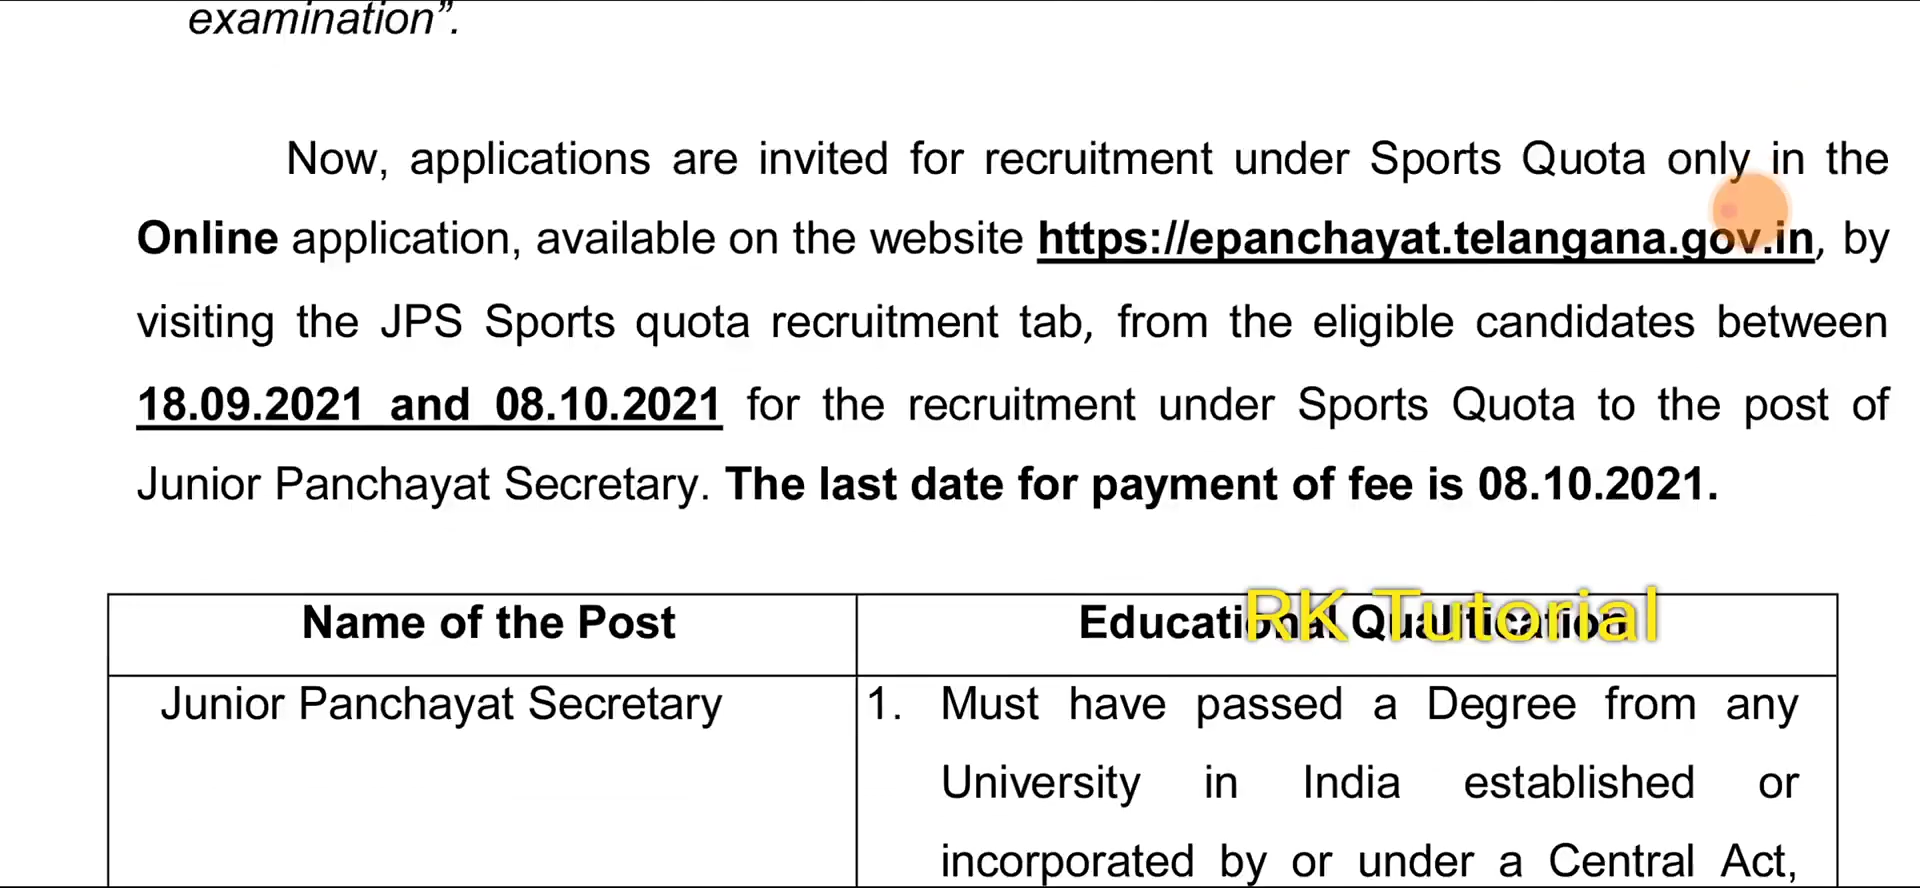 examination”.
Now, applications are invited for recruitment under Sports Quota only in the
Online application, available on the website https://epanchayat.telangana.gov.in, by
visiting the JPS Sports quota recruitment tab, from the eligible candidates between
18.09.2021 and 08.10.2021 for the recruitment under Sports Quota to the post of
Junior Panchayat Secretary. The last date for payment of fee is 08.10.2021.
Name of the Post
Educational Qualification
RK Tutorial
Junior Panchayat Secretary
1. Must have passed a Degree from any
University in India established or
incorporated by or under a Central Act,